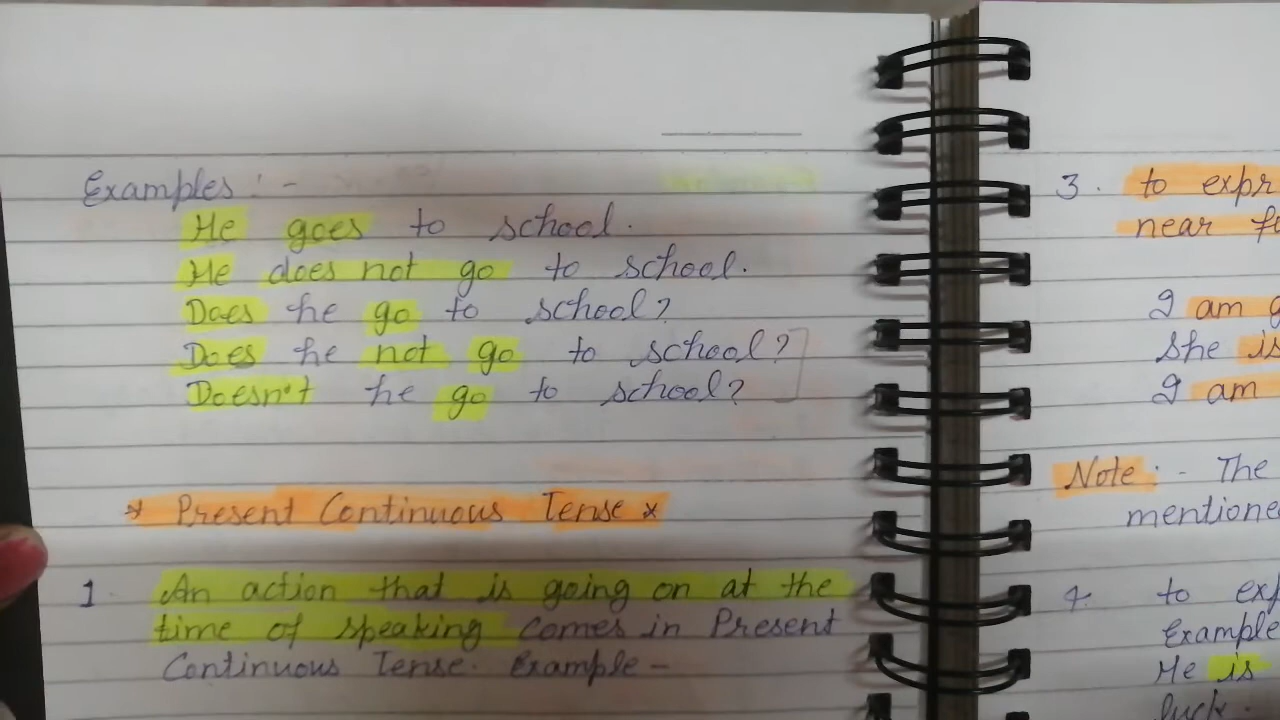 Examples :-
He goes to school.
He does not go to school.
Does he go to school?
Does he not go to school?
Doesn't he go to school?
* Present Continuous Tense *
1. An action that is going on at the
time of speaking comes in Present
Continuous Tense. Example -
3. to expr
near
I am
She is
I am
Note :- The
mentione
4. to exp
Example
He is
luck.